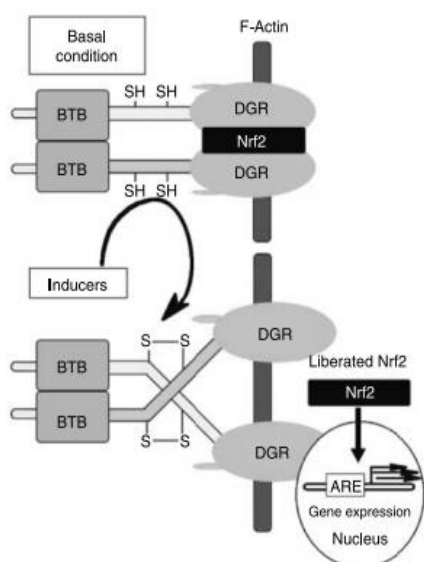 Basal
condition
F-Actin
SH SH
BTB
DGR
Nrf2
BTB
DGR
SH SH
Inducers
S S
DGR
Liberated Nrf2
BTB
Nrf2
BTB
S S
DGR
ARE
Gene expression
Nucleus